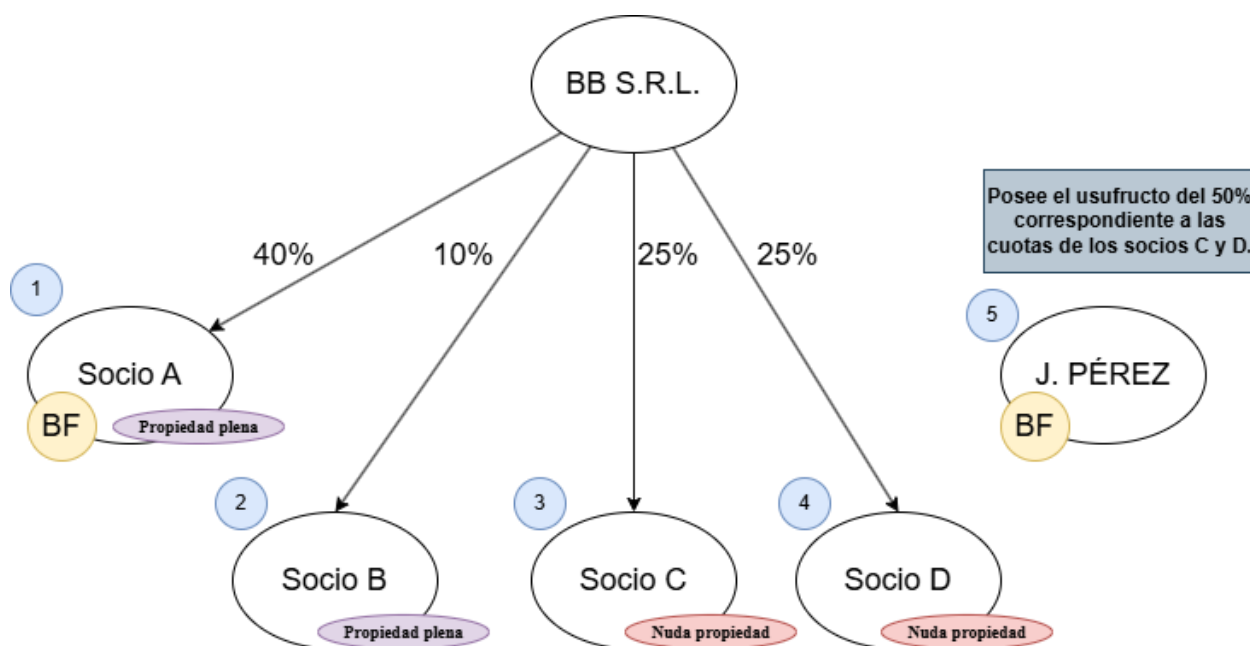 BB S.R.L.
Posee el usufructo del 50%
correspondiente a las
cuotas de los socios C y D.
40%
10%
25%
25%
1
Socio A
BF
Propiedad plena
5
J. PÉREZ
BF
2
Socio B
Propiedad plena
3
Socio C
Nuda propiedad
4
Socio D
Nuda propiedad